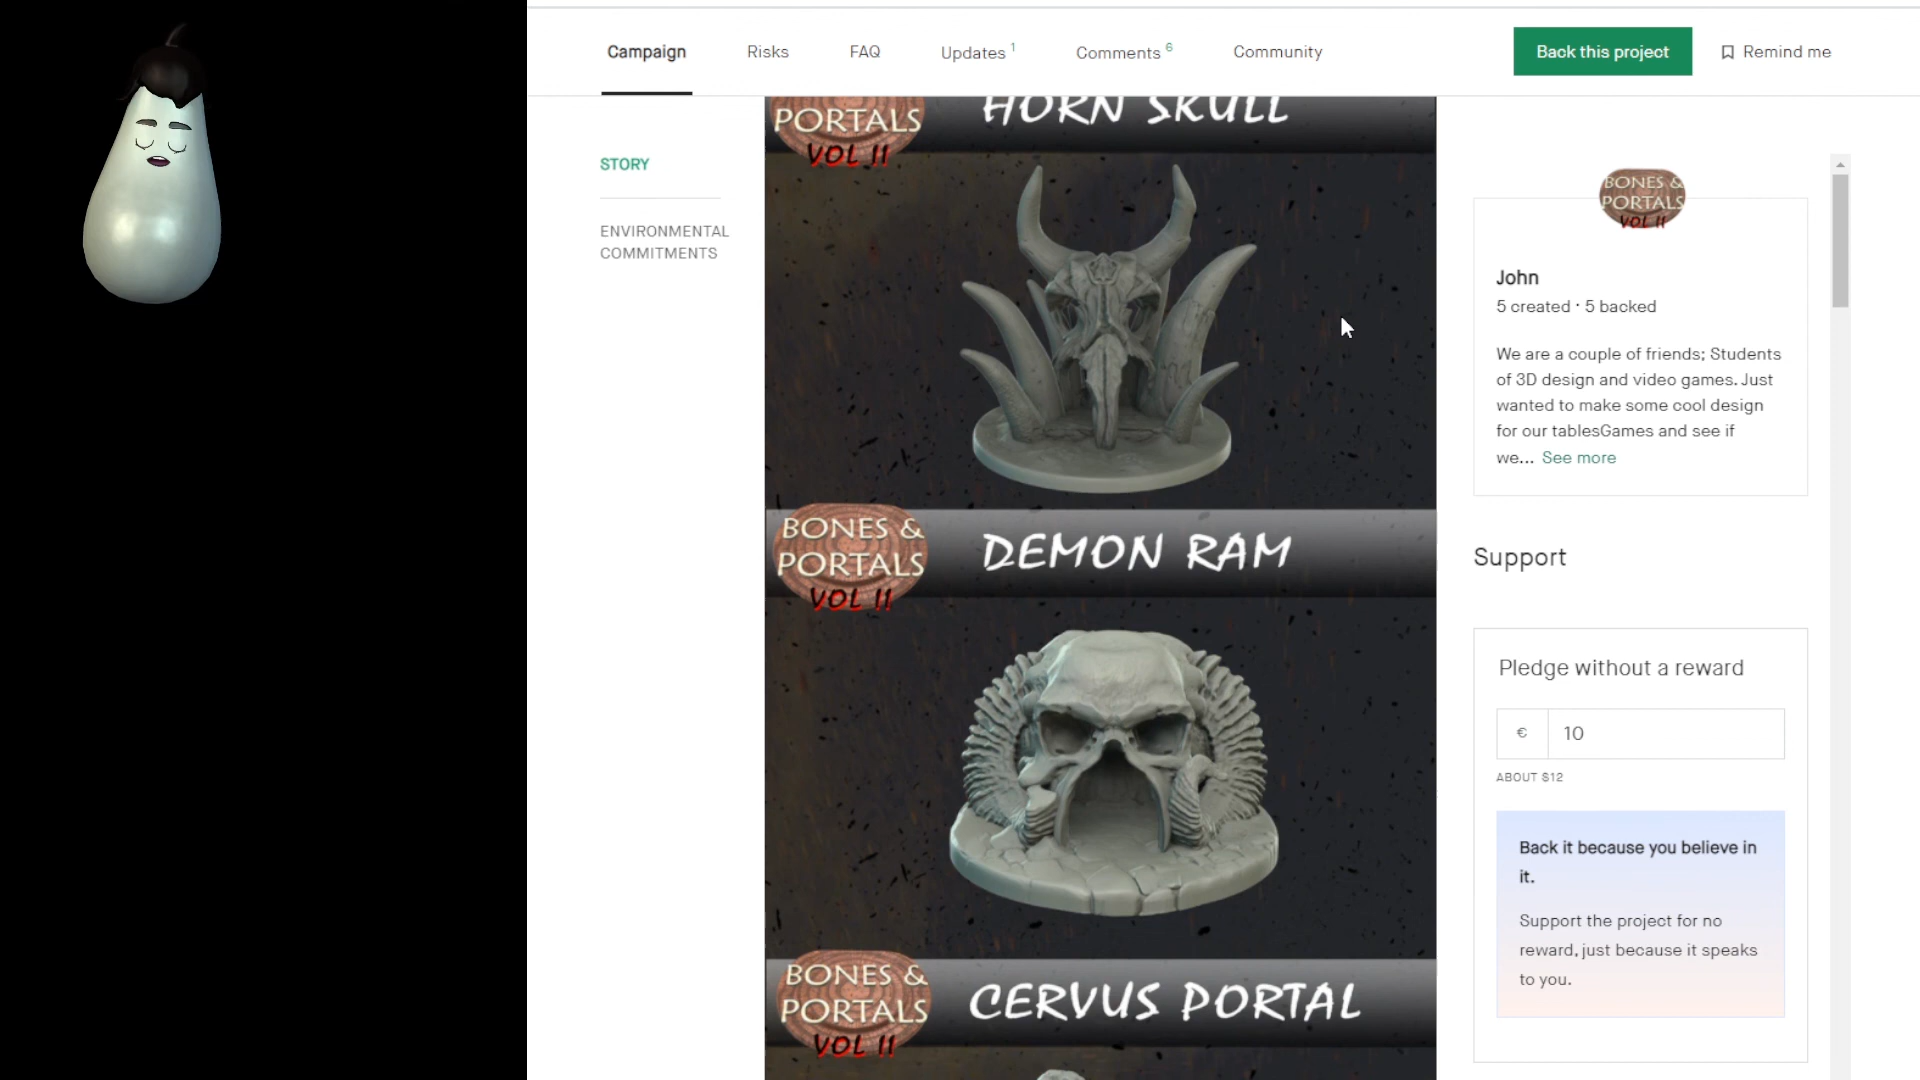 Campaign
Risks
FAQ
Updates 1
Comments 6
Community
Back this project
Remind me
STORY
ENVIRONMENTAL
COMMITMENTS
PORTALS
VOL II
HORN SKULL
BONES &
PORTALS
VOL II
DEMON RAM
BONES &
PORTALS
VOL II
CERVUS PORTAL
BONES &
PORTALS
VOL II
John
5 created · 5 backed
We are a couple of friends; Students
of 3D design and video games. Just
wanted to make some cool design
for our tablesGames and see if
we... See more
Support
Pledge without a reward
€ 10
ABOUT $12
Back it because you believe in
it.
Support the project for no
reward, just because it speaks
to you.